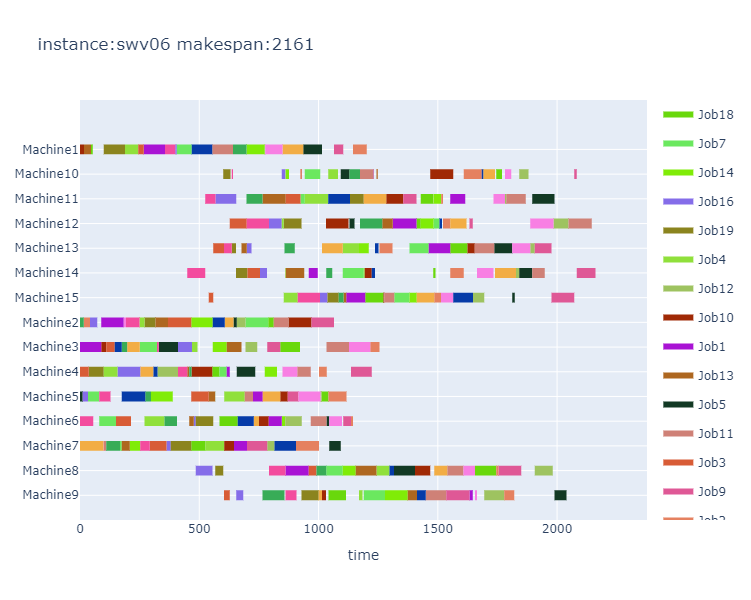 instance:swv06 makespan:2161
Machine1
Machine10
Machine11
Machine12
Machine13
Machine14
Machine15
Machine2
Machine3
Machine4
Machine5
Machine6
Machine7
Machine8
Machine9
0 500 1000 1500 2000
time
Job18
Job7
Job14
Job16
Job19
Job4
Job12
Job10
Job1
Job13
Job5
Job11
Job3
Job9
Job2